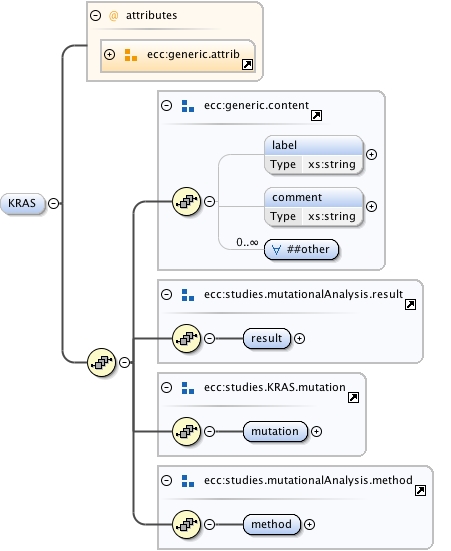 @ attributes
ecc:generic.attrib
KRAS
ecc:generic.content
label
Type xs:string
comment
Type xs:string
0..∞
∀ ##other
ecc:studies.mutationalAnalysis.result
result
ecc:studies.KRAS.mutation
mutation
ecc:studies.mutationalAnalysis.method
method